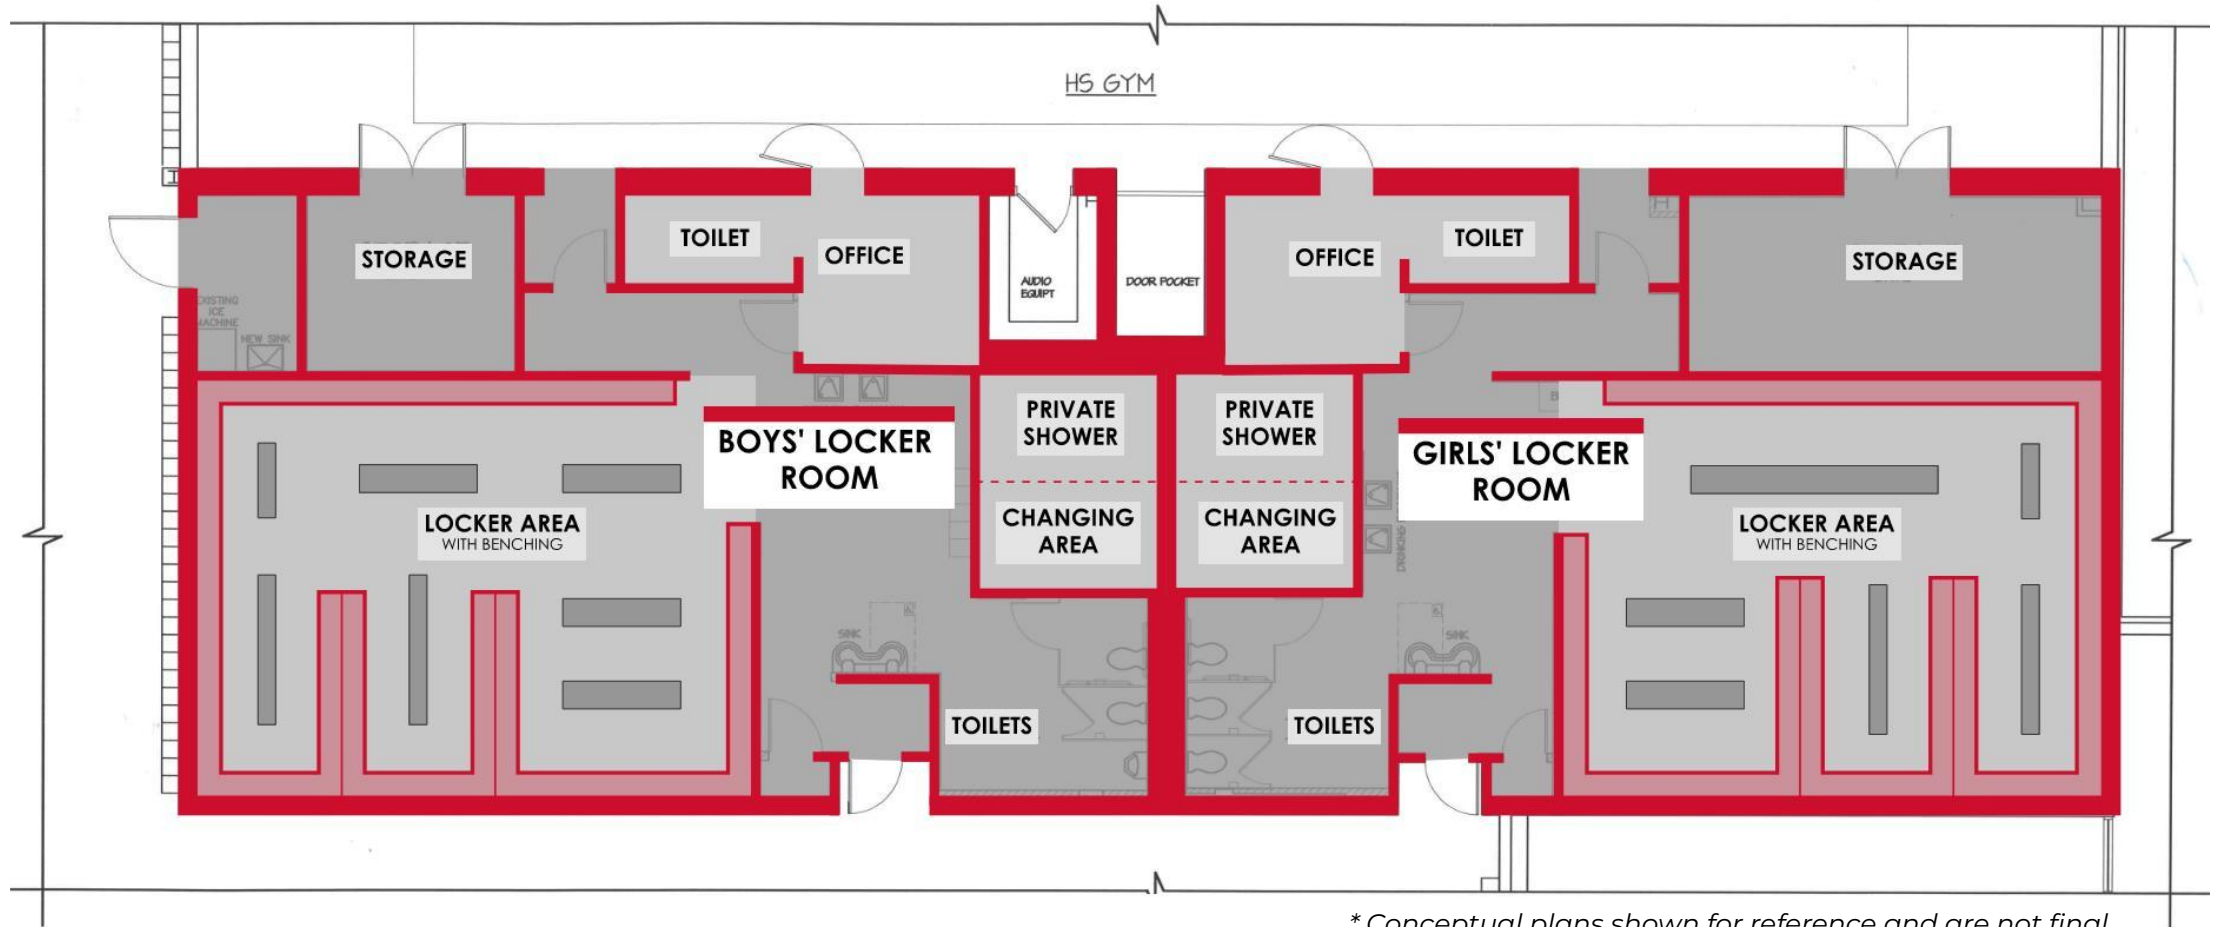 HS GYM
TOILET
OFFICE
STORAGE
AUDIO
EQUIPT
DOOR POCKET
OFFICE
TOILET
STORAGE
EXISTING
ICE
MACHINE
NEW SINK
BOYS' LOCKER
ROOM
PRIVATE
SHOWER
PRIVATE
SHOWER
GIRLS' LOCKER
ROOM
LOCKER AREA
WITH BENCHING
CHANGING
AREA
CHANGING
AREA
LOCKER AREA
WITH BENCHING
SINK
SINK
TOILETS
TOILETS
* Conceptual plans shown for reference and are not final